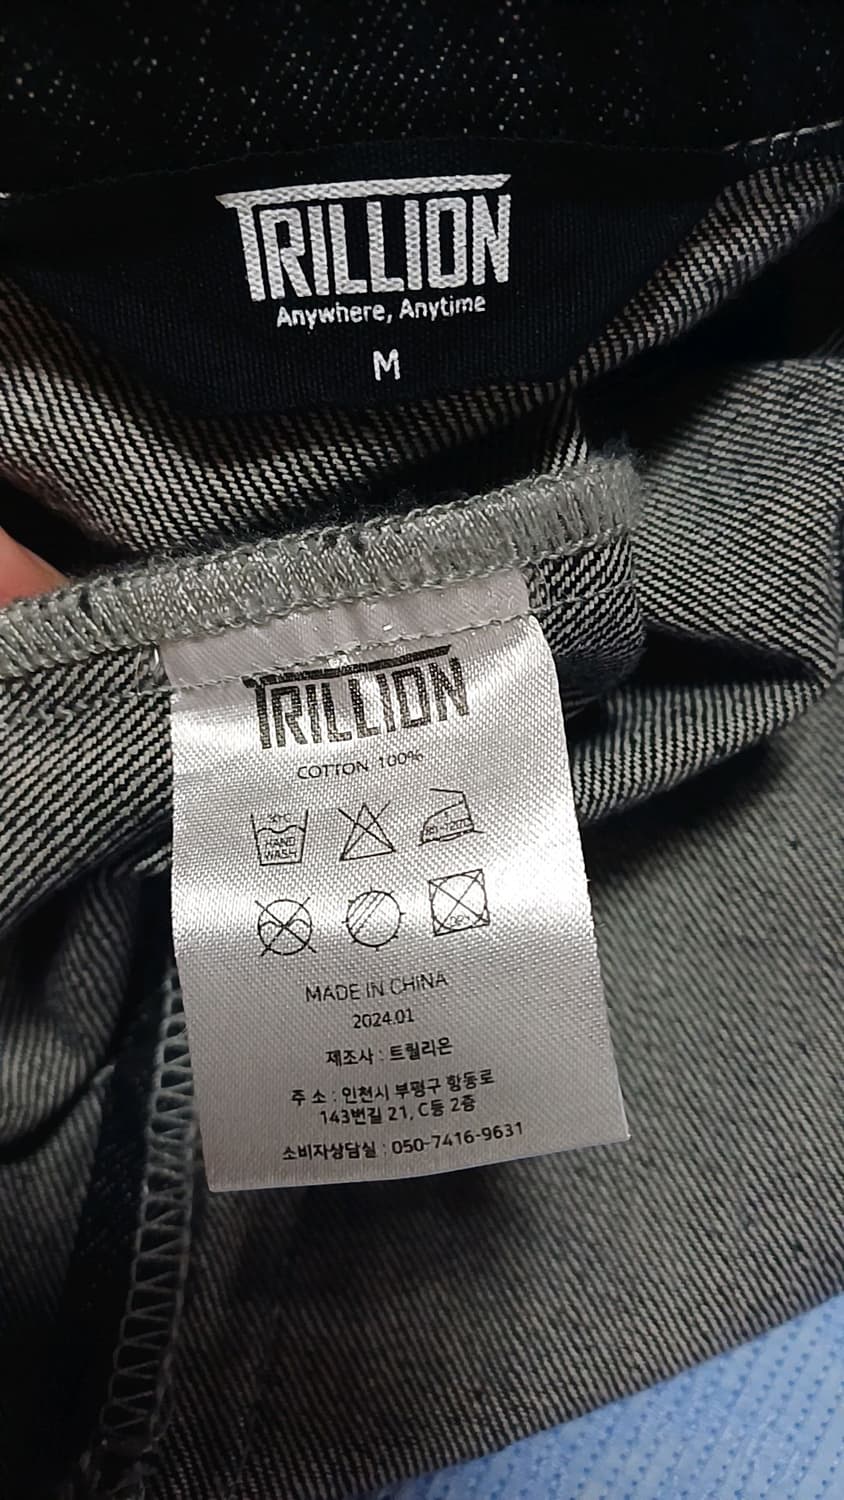 TRILLION
Anywhere, Anytime
M
TRILLION
COTTON 100%
HAND
WASH
DRY
MADE IN CHINA
2024.01
제조사 : 트릴리온
주 소 : 인천시 부평구 항동로
143번길 21, C동 2층
소비자상담실 : 050-7416-9631